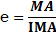 e = MA/IMA